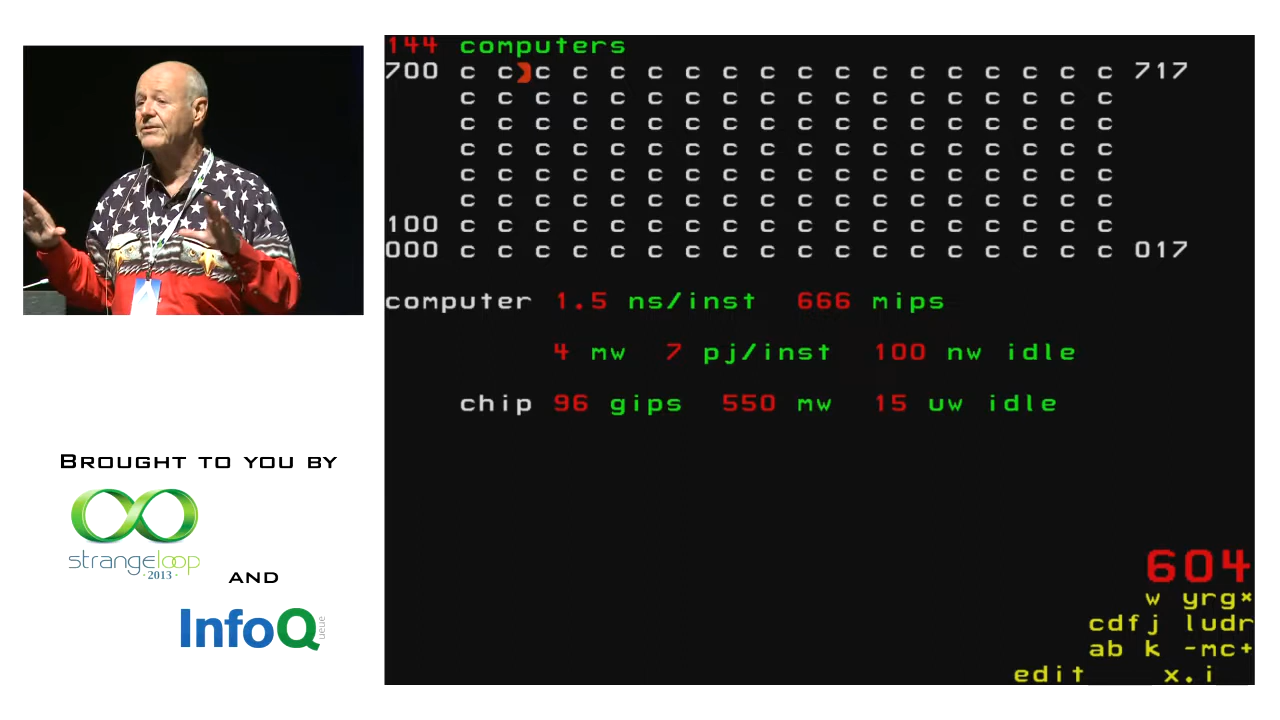 144 computers
700 c c c c c c c c c c c c c c c c c c 717
c c c c c c c c c c c c c c c c c c
c c c c c c c c c c c c c c c c c c
c c c c c c c c c c c c c c c c c c
c c c c c c c c c c c c c c c c c c
c c c c c c c c c c c c c c c c c c
100 c c c c c c c c c c c c c c c c c c
000 c c c c c c c c c c c c c c c c c c 017
computer 1.5 ns/inst 666 mips
4 mw 7 pj/inst 100 nw idle
chip 96 gips 550 mw 15 uw idle
604
w yrg*
cdfj ludr
ab k -mc+
edit x.i
BROUGHT TO YOU BY
strangeloop
·2013·
AND
InfoQ
ueue